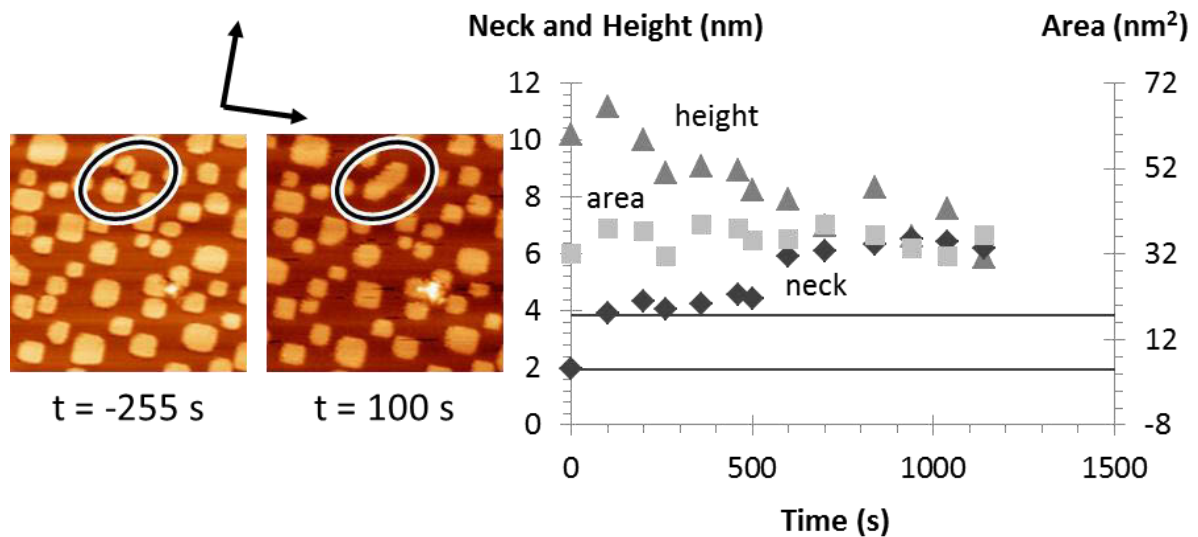 Neck and Height (nm)
Area (nm²)
12
10
8
6
4
2
0
height
area
neck
72
52
32
12
-8
0
500
1000
1500
Time (s)
t = -255 s
t = 100 s